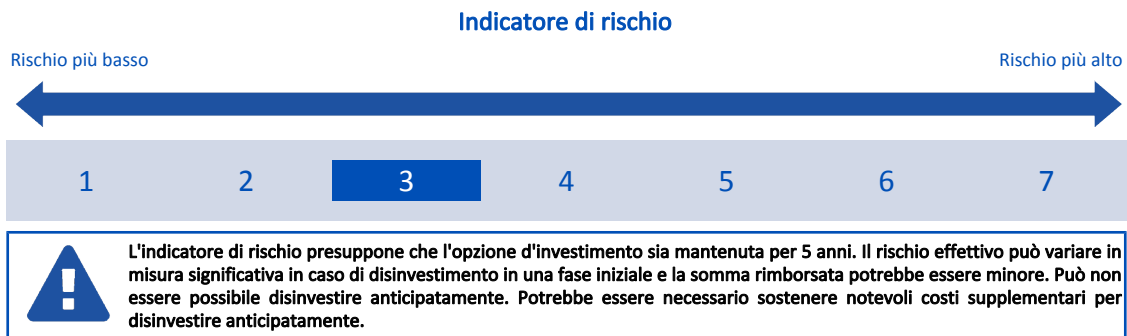 Indicatore di rischio
Rischio più basso
Rischio più alto
1 2 3 4 5 6 7
L'indicatore di rischio presuppone che l'opzione d'investimento sia mantenuta per 5 anni. Il rischio effettivo può variare in
misura significativa in caso di disinvestimento in una fase iniziale e la somma rimborsata potrebbe essere minore. Può non
essere possibile disinvestire anticipatamente. Potrebbe essere necessario sostenere notevoli costi supplementari per
disinvestire anticipatamente.